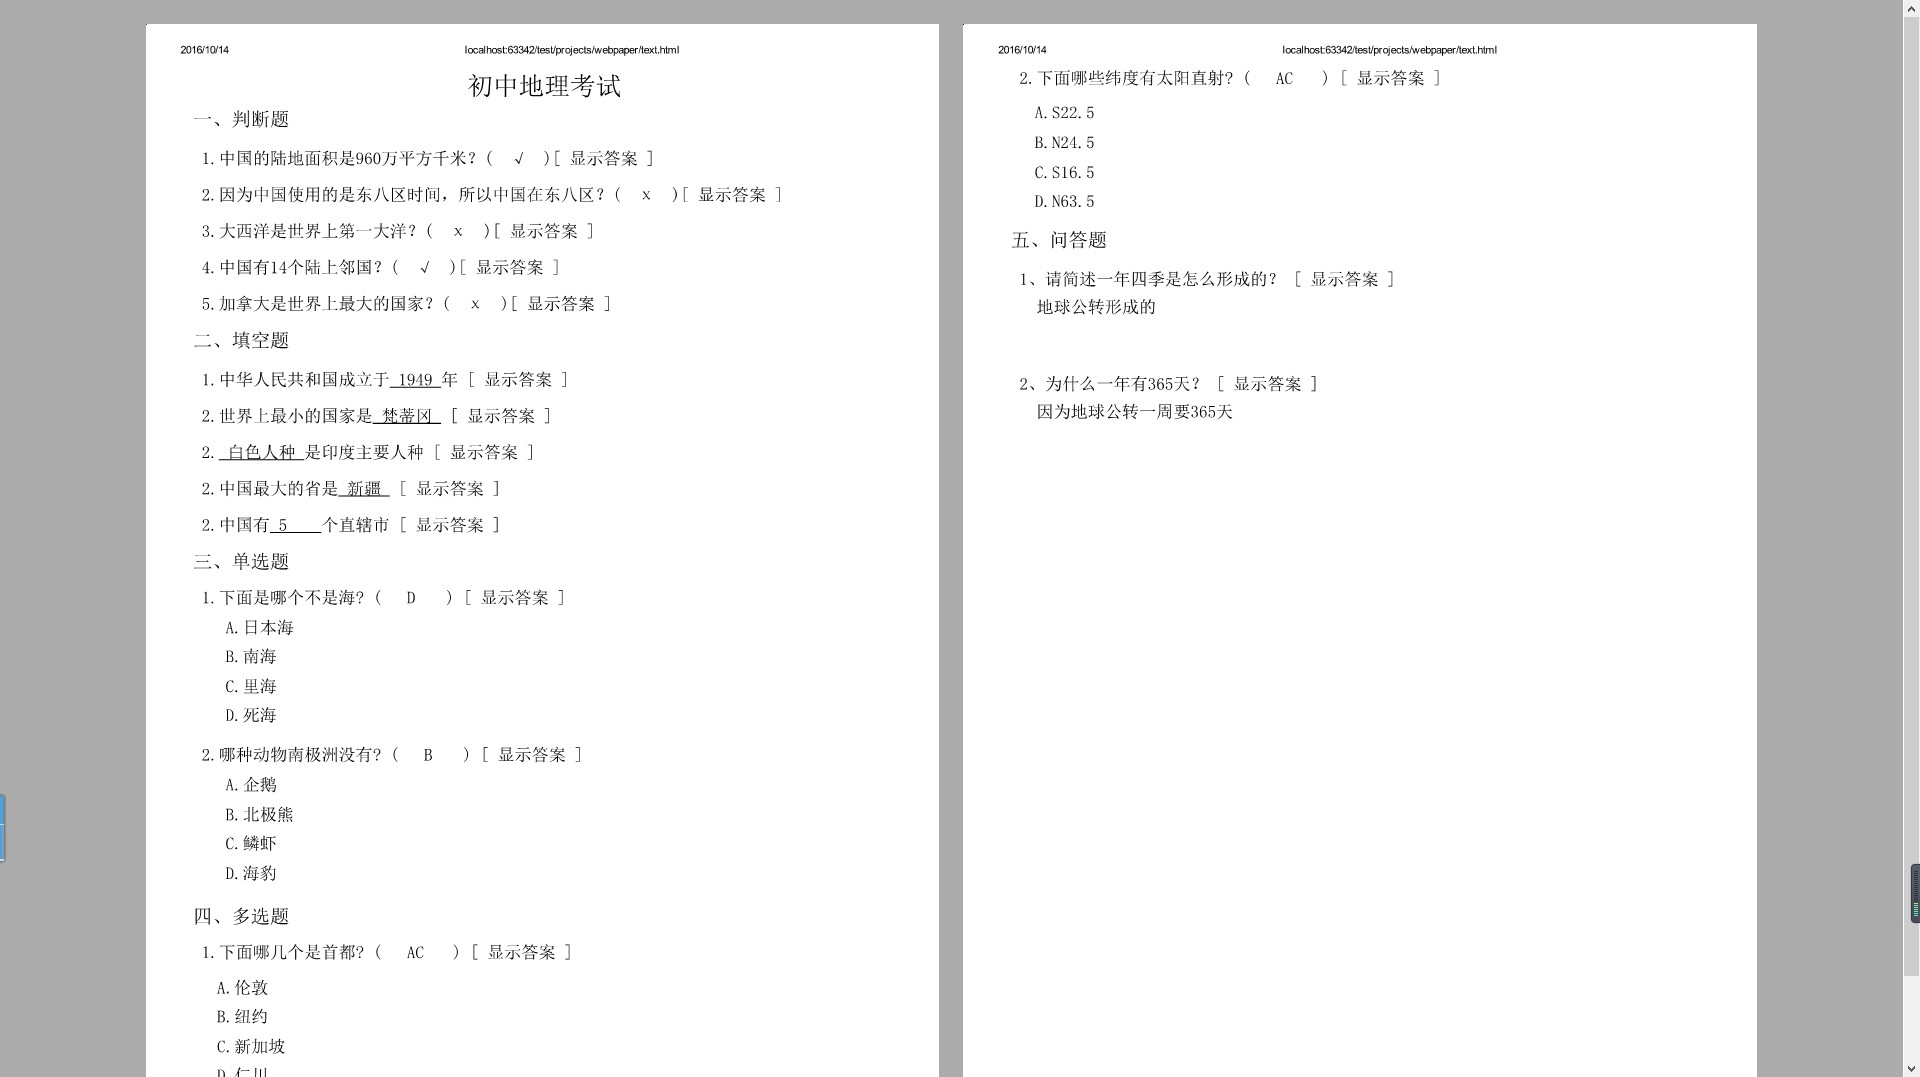 2016/10/14 localhost:63342/test/projects/webpaper/text.html
初中地理考试
一、判断题
1.中国的陆地面积是960万平方千米？( √ )[ 显示答案 ]
2.因为中国使用的是东八区时间，所以中国在东八区？( x )[ 显示答案 ]
3.大西洋是世界上第一大洋？( x )[ 显示答案 ]
4.中国有14个陆上邻国？( √ )[ 显示答案 ]
5.加拿大是世界上最大的国家？( x )[ 显示答案 ]
二、填空题
1.中华人民共和国成立于 1949 年 [ 显示答案 ]
2.世界上最小的国家是 梵蒂冈 [ 显示答案 ]
2. 白色人种 是印度主要人种 [ 显示答案 ]
2.中国最大的省是 新疆 [ 显示答案 ]
2.中国有 5 个直辖市 [ 显示答案 ]
三、单选题
1.下面是哪个不是海?( D ) [ 显示答案 ]
A.日本海
B.南海
C.里海
D.死海
2.哪种动物南极洲没有?( B ) [ 显示答案 ]
A.企鹅
B.北极熊
C.鳞虾
D.海豹
四、多选题
1.下面哪几个是首都?( AC ) [ 显示答案 ]
A.伦敦
B.纽约
C.新加坡
D.仁川
2016/10/14 localhost:63342/test/projects/webpaper/text.html
2.下面哪些纬度有太阳直射?( AC ) [ 显示答案 ]
A.S22.5
B.N24.5
C.S16.5
D.N63.5
五、问答题
1、请简述一年四季是怎么形成的？ [ 显示答案 ]
地球公转形成的
2、为什么一年有365天？ [ 显示答案 ]
因为地球公转一周要365天